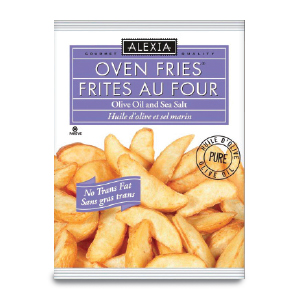 ALEXIA
GOURMET QUALITY
OVEN FRIES
FRITES AU FOUR
Olive Oil and Sea Salt
Huile d'olive et sel marin
No Trans Fat
Sans gras trans
HUILE D'OLIVE
PURE
OLIVE OIL